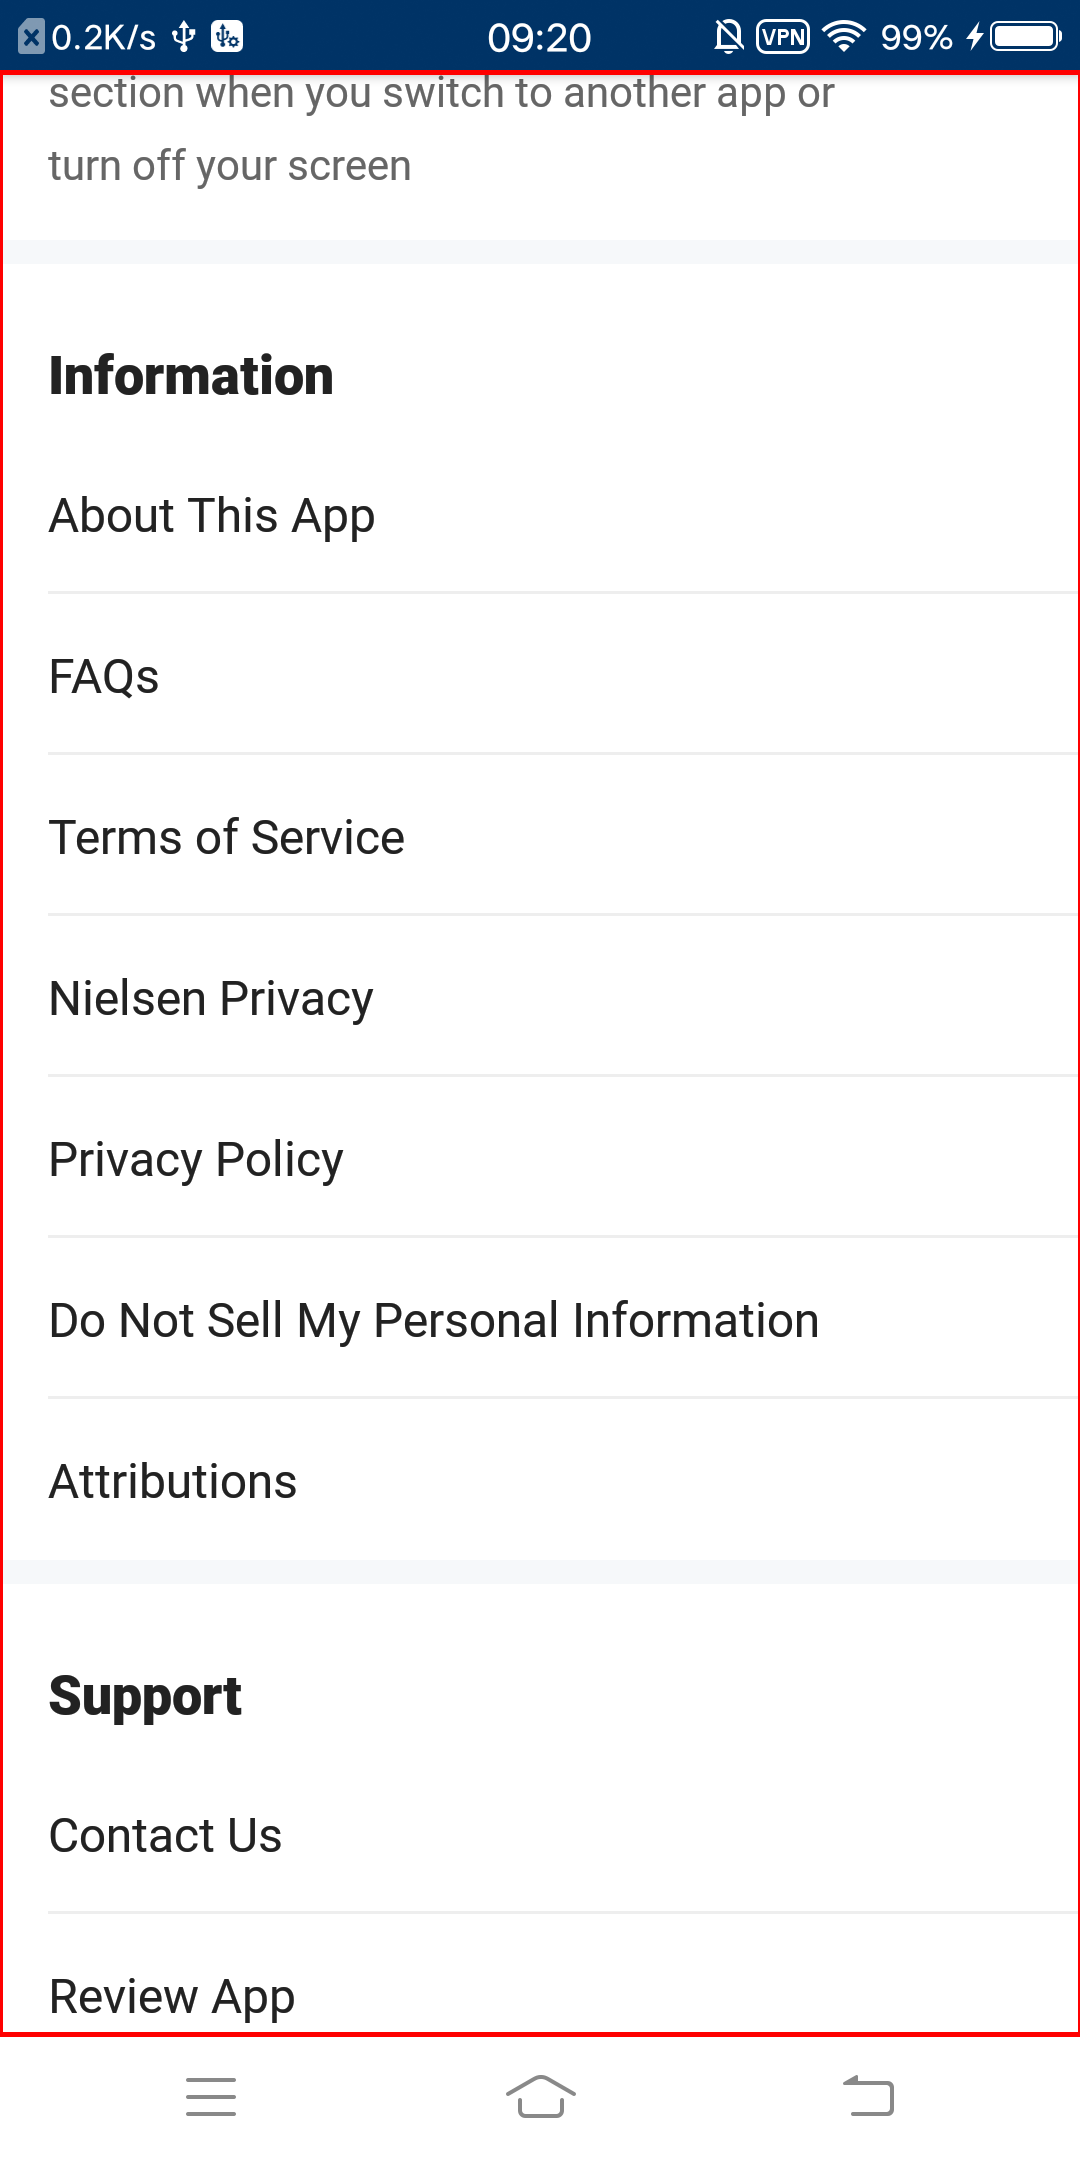 0.2K/s 09:20 VPN 99%
section when you switch to another app or
turn off your screen
Information
About This App
FAQs
Terms of Service
Nielsen Privacy
Privacy Policy
Do Not Sell My Personal Information
Attributions
Support
Contact Us
Review App